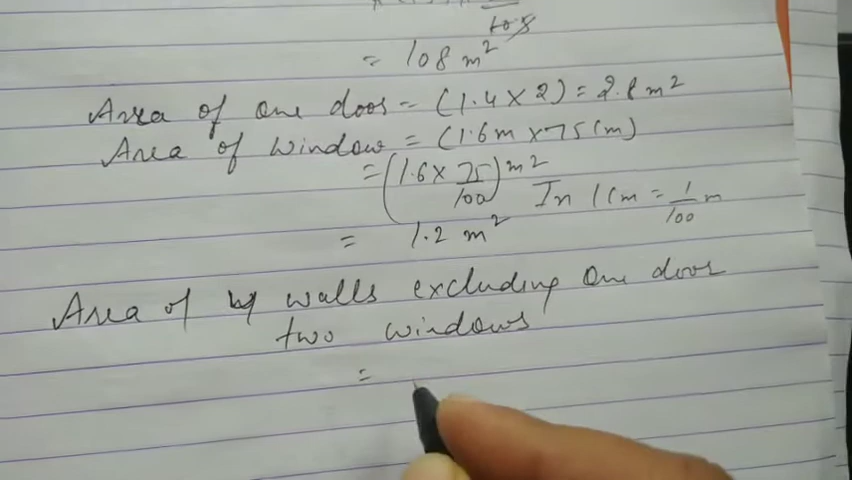 108
= 108 m²
Area of one door = (1.4 × 2) = 2.8 m²
Area of window = (1.6 m × 75 cm)
= (1.6 × 75/100) m² In 1 cm = 1/100 m
= 1.2 m²
Area of walls excluding one door
two windows
=